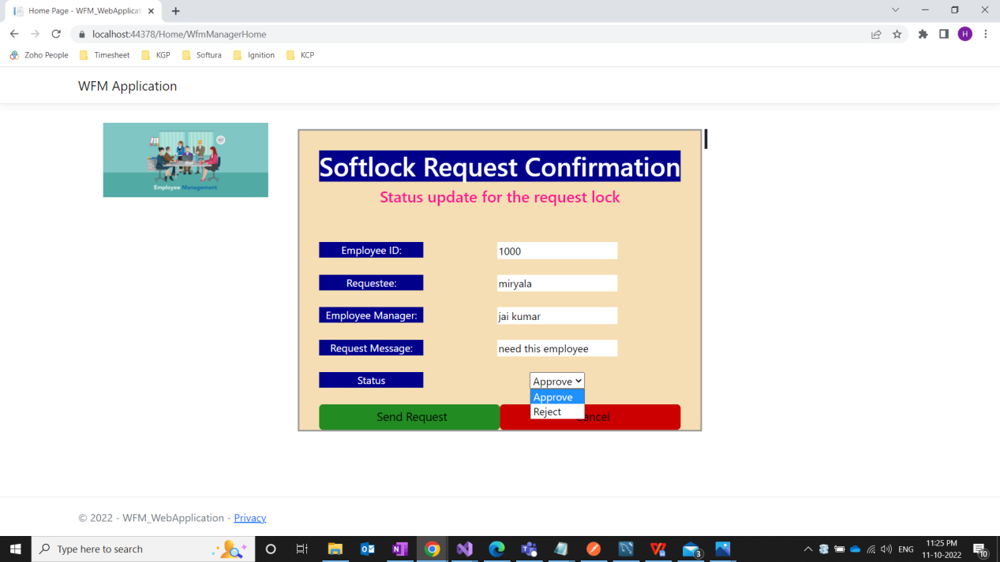 Home Page - WFM_WebApplicat
localhost:44378/Home/WfmManagerHome
H
Zoho People Timesheet KGP Softura Ignition KCP
WFM Application
Employee Management
Softlock Request Confirmation
Status update for the request lock
Employee ID: 1000
Requestee: miryala
Employee Manager: jai kumar
Request Message: need this employee
Status Approve
Approve
Reject
Send Request Cancel
© 2022 - WFM_WebApplication - Privacy
Type here to search
3
ENG
11:25 PM
11-10-2022
10